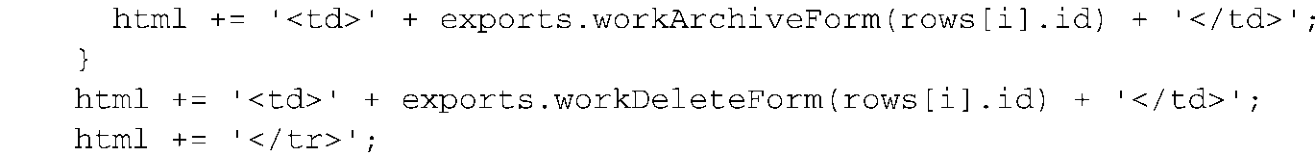 html += '<td>' + exports.workArchiveForm(rows[i].id) + '</td>';
}
html += '<td>' + exports.workDeleteForm(rows[i].id) + '</td>';
html += '</tr>';